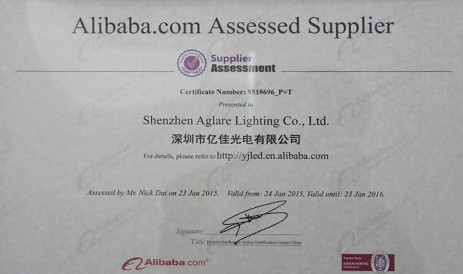 Alibaba.com Assessed Supplier
Supplier
Assessment
Certificate Number: 9818696_P+T
Presented to
Shenzhen Aglare Lighting Co., Ltd.
深圳市亿佳光电有限公司
For details, please refer to http://yjled.en.alibaba.com
Assessed by Mr. Nick Dai on 23 Jan 2015. Valid from: 24 Jan 2015, Valid until: 23 Jan 2016.
Signature:
Title:
Alibaba.com